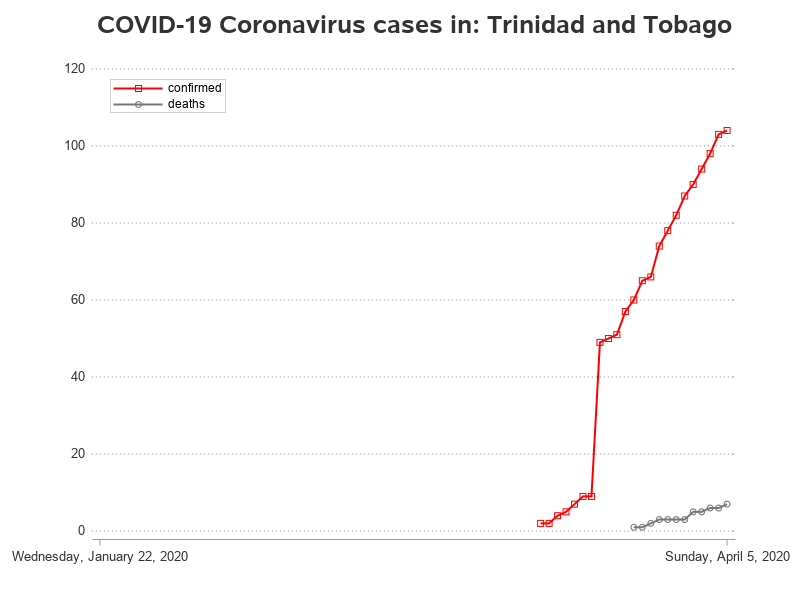 COVID-19 Coronavirus cases in: Trinidad and Tobago
120
confirmed
deaths
100
80
60
40
20
0
Wednesday, January 22, 2020
Sunday, April 5, 2020